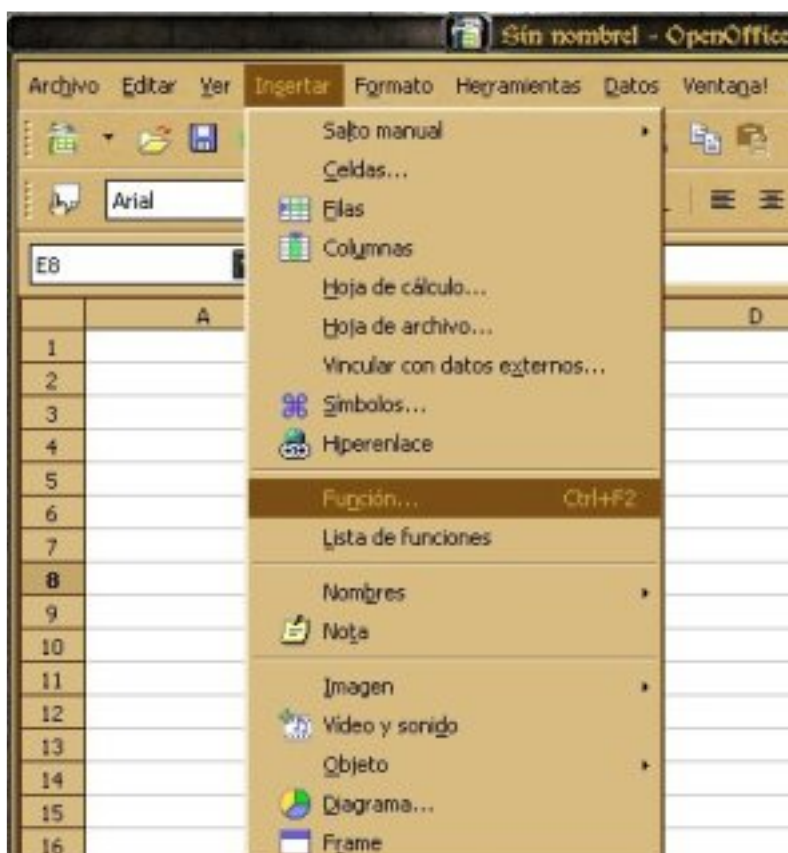 Sin nombre1 - OpenOffice
Archivo Editar Ver Insertar Formato Herramientas Datos Ventana!
Salto manual
Celdas...
Arial
Filas
Columnas
E8
Hoja de cálculo...
A D
Hoja de archivo...
1
Vincular con datos externos...
2
3 Símbolos...
4 Hiperenlace
5
Función... Ctrl+F2
6
7 Lista de funciones
8
Nombres
9
10 Nota
11
Imagen
12
Vídeo y sonido
13
Objeto
14
15 Diagrama...
16 Frame